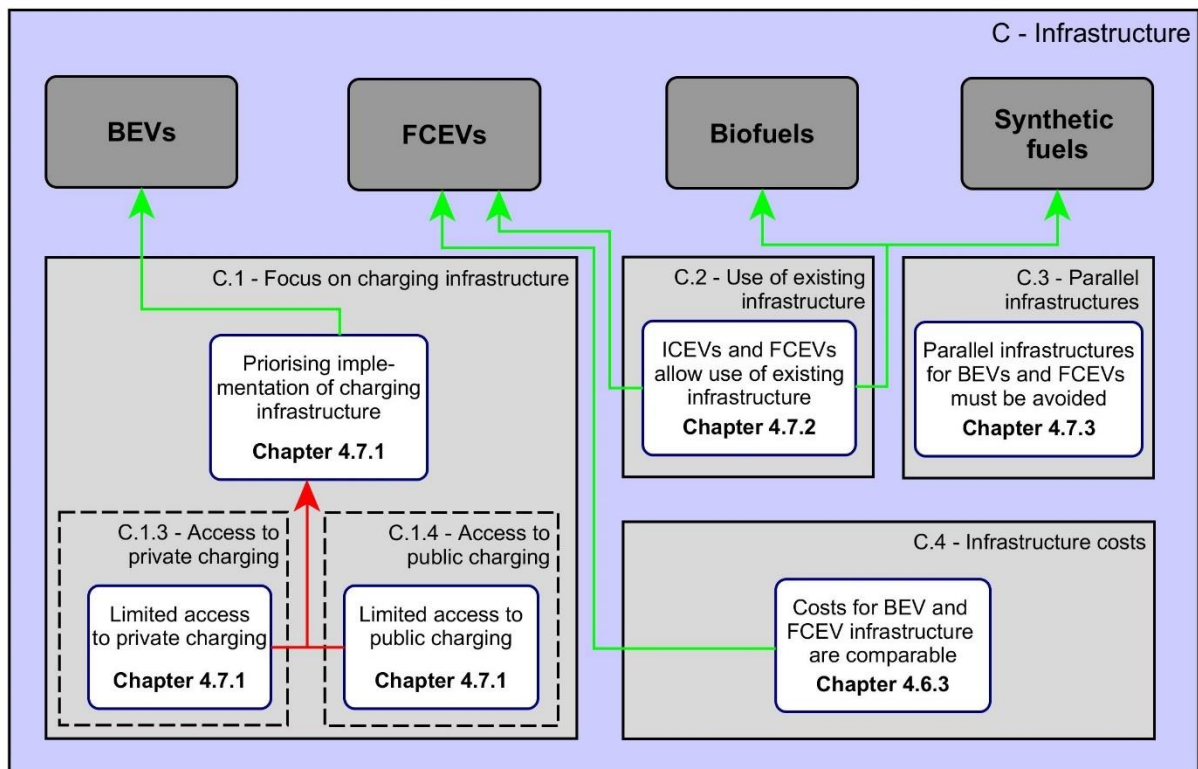 C - Infrastructure
BEVs
FCEVs
Biofuels
Synthetic
fuels
C.1 - Focus on charging infrastructure
Priorising imple-
mentation of charging
infrastructure
Chapter 4.7.1
C.1.3 - Access to
private charging
Limited access
to private charging
Chapter 4.7.1
C.1.4 - Access to
public charging
Limited access to
public charging
Chapter 4.7.1
C.2 - Use of existing
infrastructure
ICEVs and FCEVs
allow use of existing
infrastructure
Chapter 4.7.2
C.3 - Parallel
infrastructures
Parallel infrastructures
for BEVs and FCEVs
must be avoided
Chapter 4.7.3
C.4 - Infrastructure costs
Costs for BEV and
FCEV infrastructure
are comparable
Chapter 4.6.3